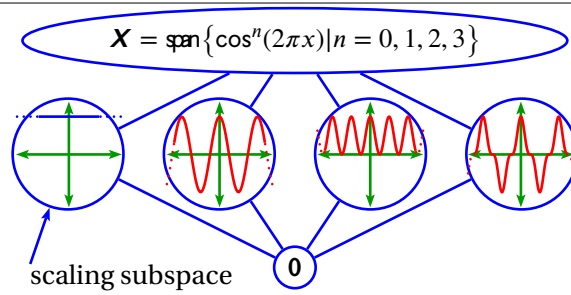 X = span{cosⁿ(2πx)|n = 0, 1, 2, 3}
scaling subspace
0